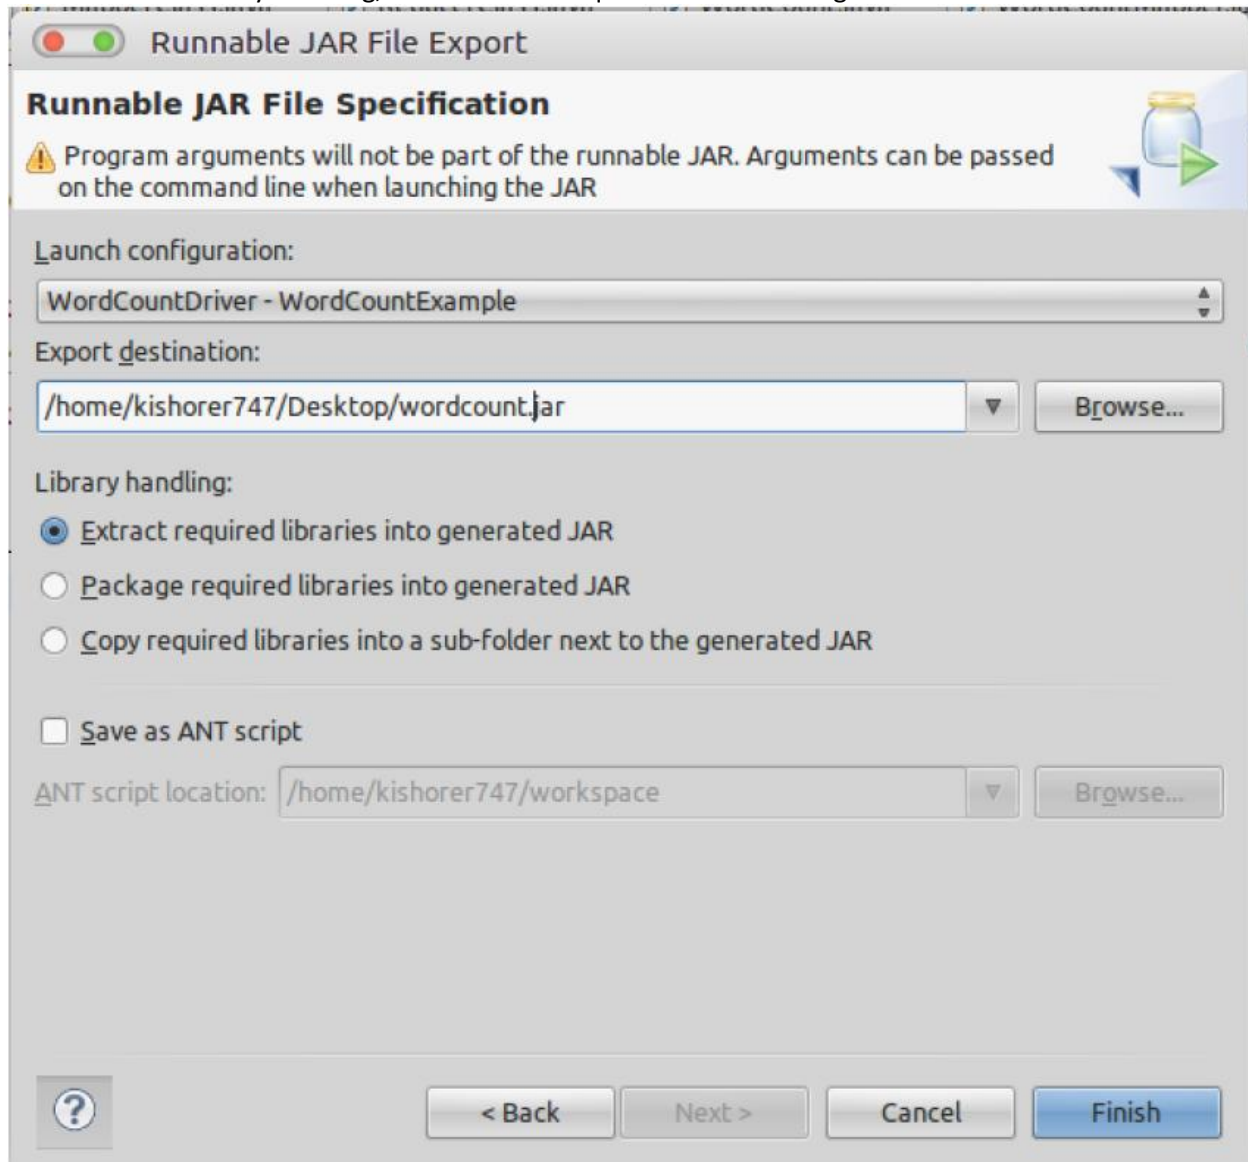 Runnable JAR File Export
Runnable JAR File Specification
Program arguments will not be part of the runnable JAR. Arguments can be passed
on the command line when launching the JAR
Launch configuration:
WordCountDriver - WordCountExample
Export destination:
/home/kishorer747/Desktop/wordcount.jar
Browse...
Library handling:
Extract required libraries into generated JAR
Package required libraries into generated JAR
Copy required libraries into a sub-folder next to the generated JAR
Save as ANT script
ANT script location: /home/kishorer747/workspace Browse...
? < Back Next > Cancel Finish